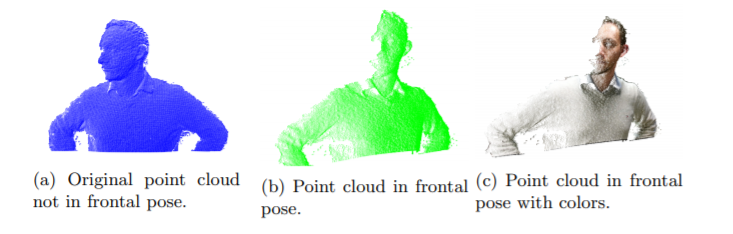 (a) Original point cloud
not in frontal pose.
(b) Point cloud in frontal
pose.
(c) Point cloud in frontal
pose with colors.